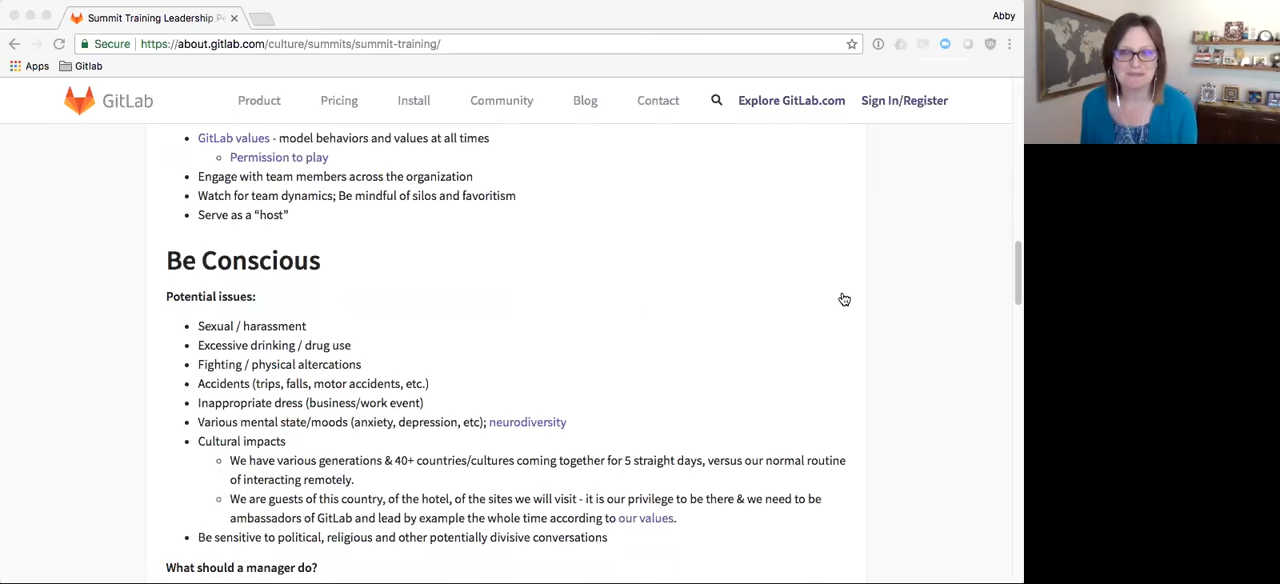 Summit Training Leadership Pe
Abby
Secure
https://about.gitlab.com/culture/summits/summit-training/
Apps Gitlab
GitLab Product Pricing Install Community Blog Contact Explore GitLab.com Sign In/Register
GitLab values - model behaviors and values at all times
Permission to play
Engage with team members across the organization
Watch for team dynamics; Be mindful of silos and favoritism
Serve as a “host”
Be Conscious
Potential issues:
Sexual / harassment
Excessive drinking / drug use
Fighting / physical altercations
Accidents (trips, falls, motor accidents, etc.)
Inappropriate dress (business/work event)
Various mental state/moods (anxiety, depression, etc); neurodiversity
Cultural impacts
We have various generations & 40+ countries/cultures coming together for 5 straight days, versus our normal routine
of interacting remotely.
We are guests of this country, of the hotel, of the sites we will visit - it is our privilege to be there & we need to be
ambassadors of GitLab and lead by example the whole time according to our values.
Be sensitive to political, religious and other potentially divisive conversations
What should a manager do?